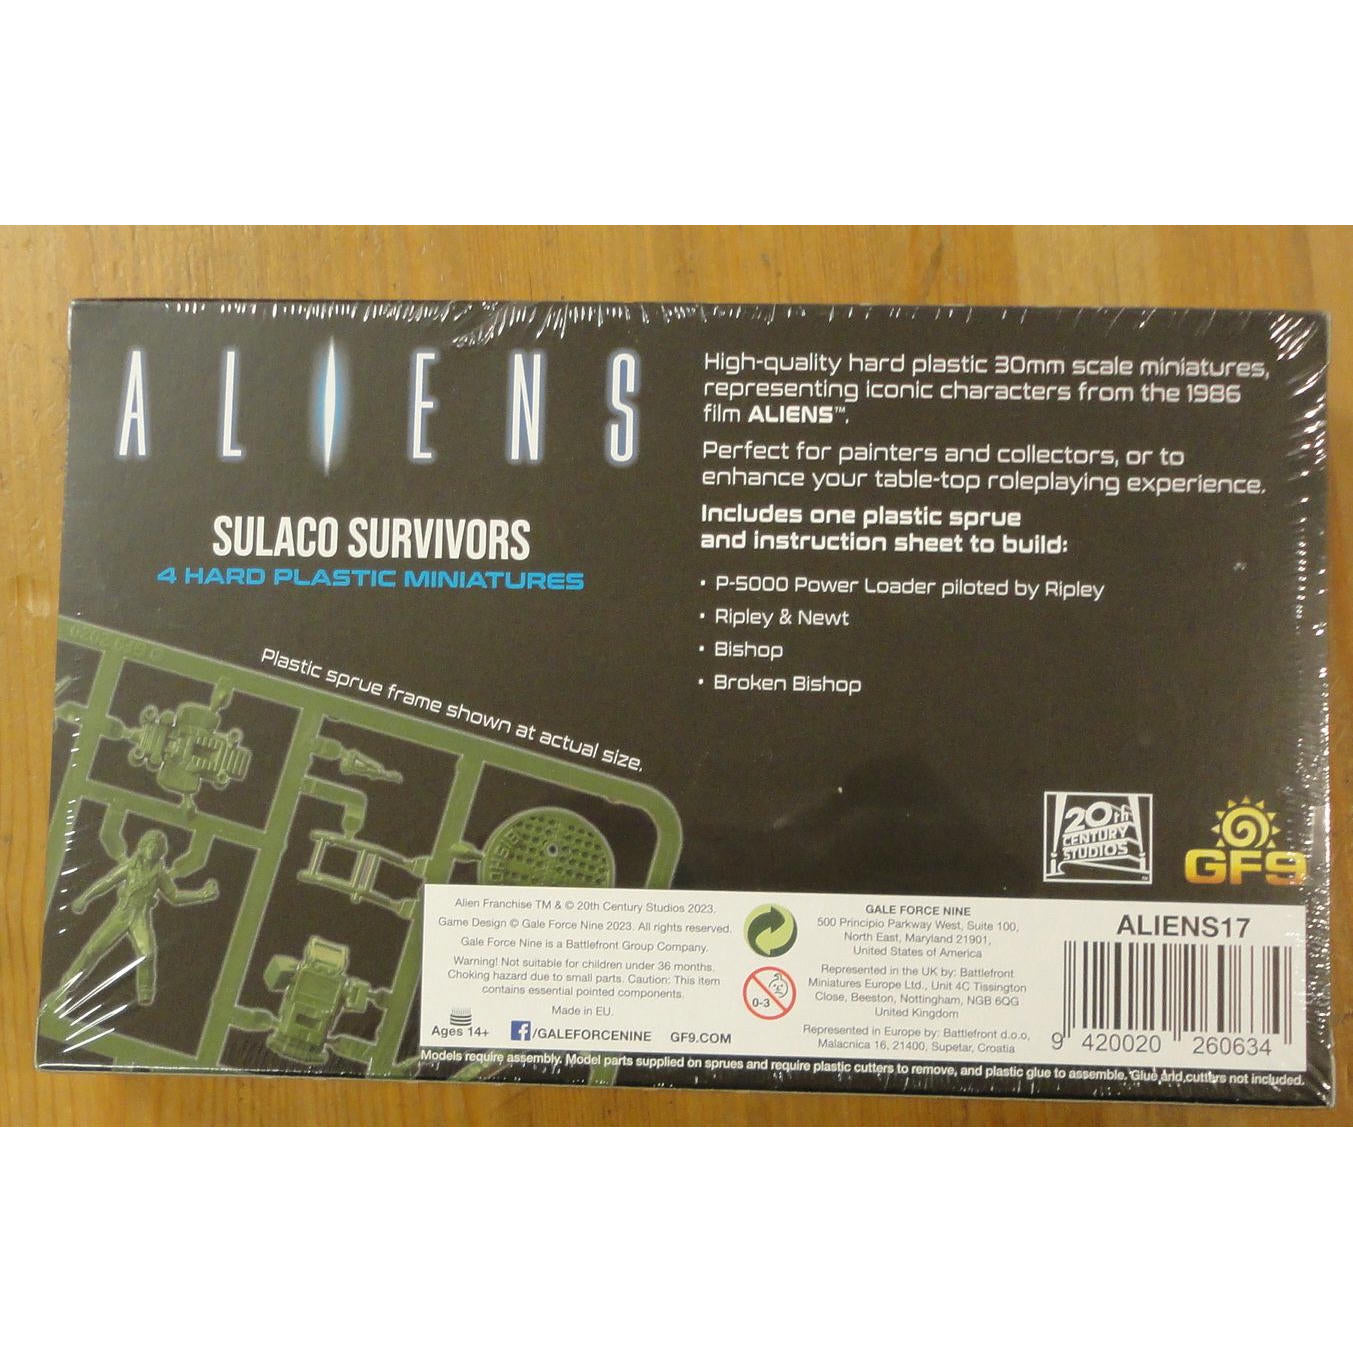 ALIENS
SULACO SURVIVORS
4 HARD PLASTIC MINIATURES
Plastic sprue frame shown at actual size.
High-quality hard plastic 30mm scale miniatures,
representing iconic characters from the 1986
film ALIENS™.
Perfect for painters and collectors, or to
enhance your table-top roleplaying experience.
Includes one plastic sprue
and instruction sheet to build:
• P-5000 Power Loader piloted by Ripley
• Ripley & Newt
• Bishop
• Broken Bishop
20th
CENTURY
STUDIOS
GF9
Alien Franchise TM & © 20th Century Studios 2023.
Game Design © Gale Force Nine 2023. All rights reserved.
Gale Force Nine is a Battlefront Group Company.
Warning! Not suitable for children under 36 months.
Choking hazard due to small parts. Caution: This item
contains essential pointed components.
Made in EU.
Ages 14+
f/GALEFORCENINE
GF9.COM
0-3
GALE FORCE NINE
500 Principio Parkway West, Suite 100,
North East, Maryland 21901,
United States of America
Represented in the UK by: Battlefront
Miniatures Europe Ltd., Unit 4C Tissington
Close, Beeston, Nottingham, NG8 6QG
United Kingdom
Represented in Europe by: Battlefront d.o.o,
Malacnica 16, 21400, Supetar, Croatia
ALIENS17
9 420020 260634
Models require assembly. Model parts supplied on sprues and require plastic cutters to remove, and plastic glue to assemble. Glue and cutters not included.